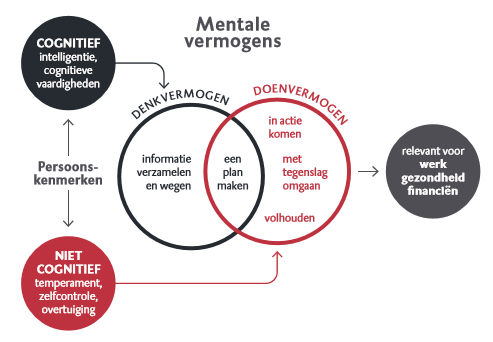 Mentale
vermogens
COGNITIEF
intelligentie,
cognitieve
vaardigheden
Persoons-
kenmerken
NIET
COGNITIEF
temperament,
zelfcontrole,
overtuiging
DENKVERMOGEN
informatie
verzamelen
en wegen
een
plan
maken
DOENVERMOGEN
in actie
komen
met
tegenslag
omgaan
volhouden
relevant voor
werk
gezondheid
financiën